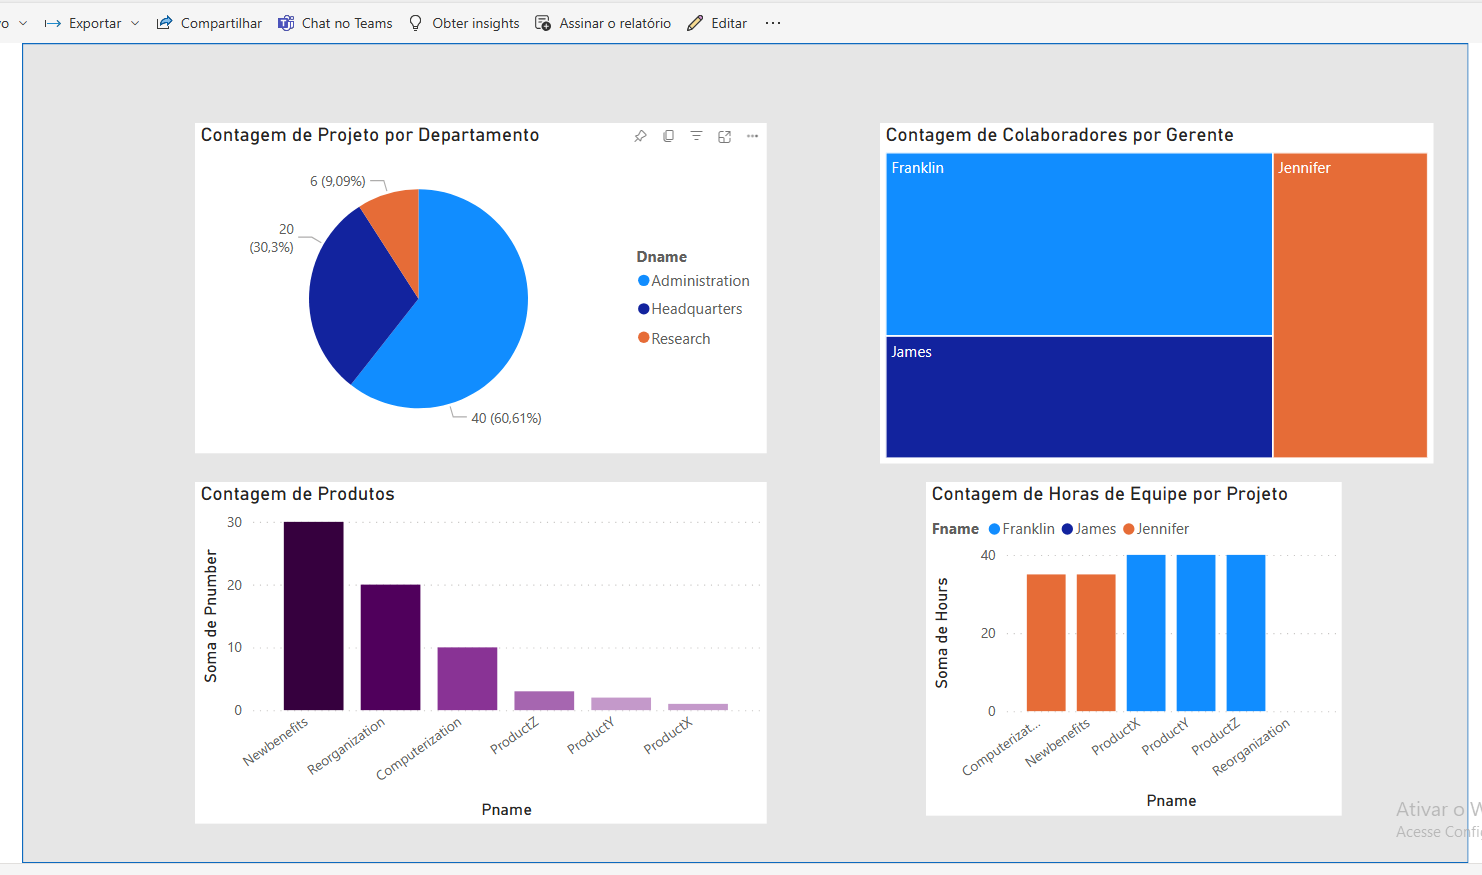 vo
Exportar
Compartilhar
Chat no Teams
Obter insights
Assinar o relatório
Editar
Contagem de Projeto por Departamento
6 (9,09%)
20
(30,3%)
40 (60,61%)
Dname
Administration
Headquarters
Research
Contagem de Colaboradores por Gerente
Franklin
Jennifer
James
Contagem de Produtos
Soma de Pnumber
30
20
10
0
Newbenefits
Reorganization
Computerization
ProductZ
ProductY
ProductX
Pname
Contagem de Horas de Equipe por Projeto
Fname Franklin James Jennifer
Soma de Hours
40
20
0
Computerizat...
Newbenefits
ProductX
ProductY
ProductZ
Reorganization
Pname
Ativar o W
Acesse Config